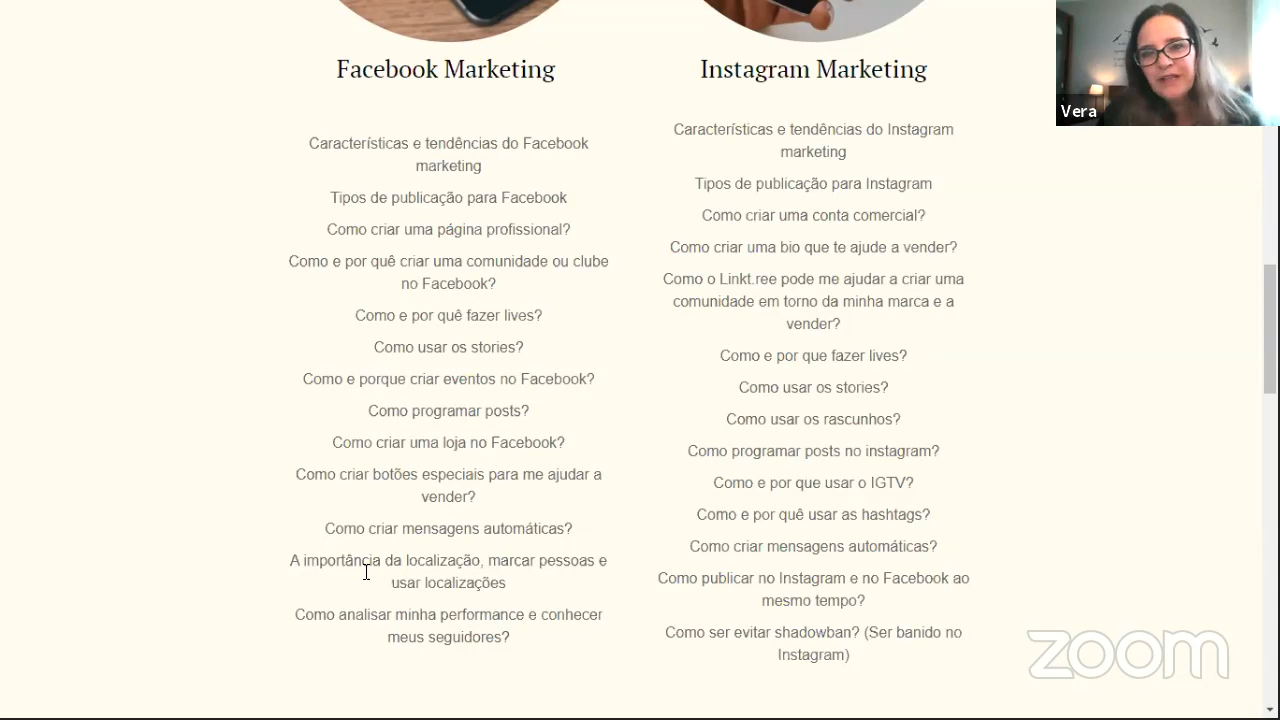 Facebook Marketing
Características e tendências do Facebook
marketing
Tipos de publicação para Facebook
Como criar uma página profissional?
Como e por quê criar uma comunidade ou clube
no Facebook?
Como e por quê fazer lives?
Como usar os stories?
Como e porque criar eventos no Facebook?
Como programar posts?
Como criar uma loja no Facebook?
Como criar botões especiais para me ajudar a
vender?
Como criar mensagens automáticas?
A importância da localização, marcar pessoas e
usar localizações
Como analisar minha performance e conhecer
meus seguidores?
Instagram Marketing
Características e tendências do Instagram
marketing
Tipos de publicação para Instagram
Como criar uma conta comercial?
Como criar uma bio que te ajude a vender?
Como o Linkt.ree pode me ajudar a criar uma
comunidade em torno da minha marca e a
vender?
Como e por que fazer lives?
Como usar os stories?
Como usar os rascunhos?
Como programar posts no instagram?
Como e por que usar o IGTV?
Como e por quê usar as hashtags?
Como criar mensagens automáticas?
Como publicar no Instagram e no Facebook ao
mesmo tempo?
Como ser evitar shadowban? (Ser banido no
Instagram)
Vera
zoom